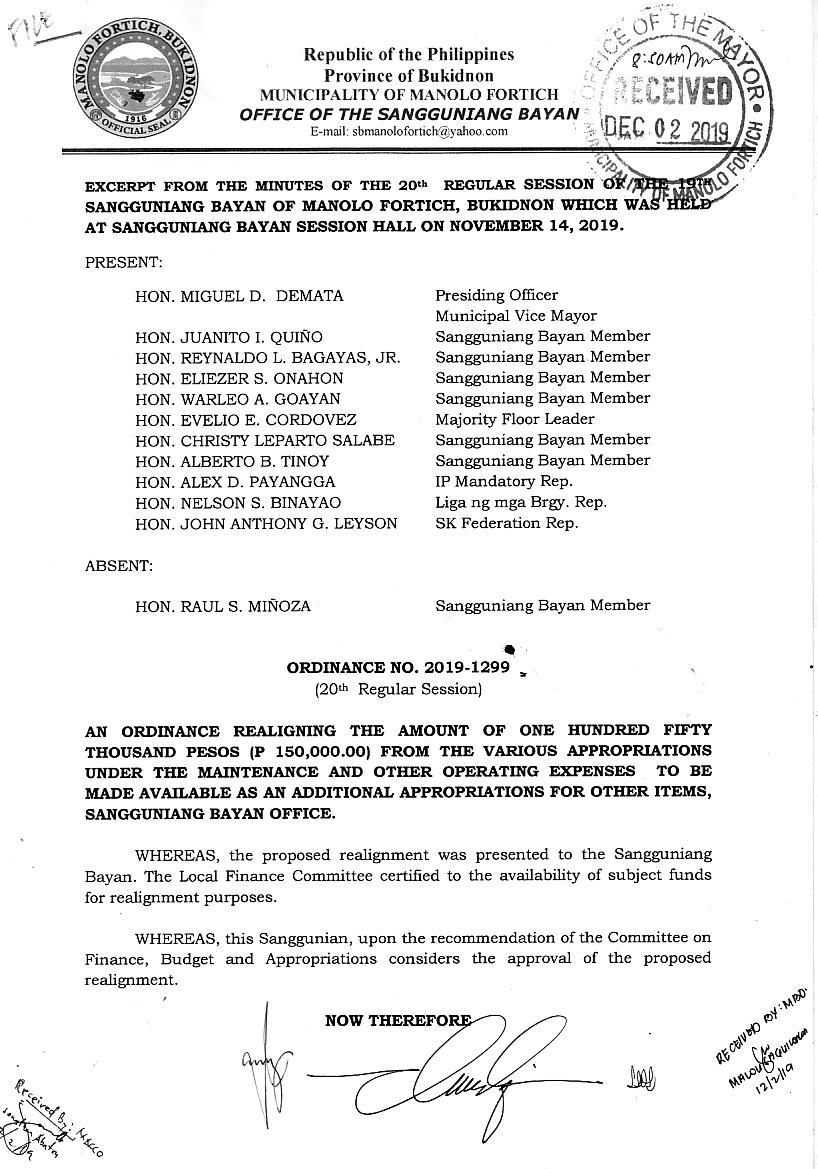 FILE
MANOLO FORTICH, BUKIDNON
1916
OFFICIAL SEAL
Republic of the Philippines
Province of Bukidnon
MUNICIPALITY OF MANOLO FORTICH
OFFICE OF THE SANGGUNIANG BAYAN
E-mail: sbmanolofortich@yahoo.com
OFFICE OF THE MAYOR
8:50AM
RECEIVED
DEC 02 2019
MUNICIPALITY OF MANOLO FORTICH
EXCERPT FROM THE MINUTES OF THE 20th REGULAR SESSION OF THE 19TH
SANGGUNIANG BAYAN OF MANOLO FORTICH, BUKIDNON WHICH WAS HELD
AT SANGGUNIANG BAYAN SESSION HALL ON NOVEMBER 14, 2019.
PRESENT:
HON. MIGUEL D. DEMATA Presiding Officer
Municipal Vice Mayor
HON. JUANITO I. QUIÑO Sangguniang Bayan Member
HON. REYNALDO L. BAGAYAS, JR. Sangguniang Bayan Member
HON. ELIEZER S. ONAHON Sangguniang Bayan Member
HON. WARLEO A. GOAYAN Sangguniang Bayan Member
HON. EVELIO E. CORDOVEZ Majority Floor Leader
HON. CHRISTY LEPARTO SALABE Sangguniang Bayan Member
HON. ALBERTO B. TINOY Sangguniang Bayan Member
HON. ALEX D. PAYANGGA IP Mandatory Rep.
HON. NELSON S. BINAYAO Liga ng mga Brgy. Rep.
HON. JOHN ANTHONY G. LEYSON SK Federation Rep.
ABSENT:
HON. RAUL S. MIÑOZA Sangguniang Bayan Member
ORDINANCE NO. 2019-1299
(20th Regular Session)
AN ORDINANCE REALIGNING THE AMOUNT OF ONE HUNDRED FIFTY
THOUSAND PESOS (P 150,000.00) FROM THE VARIOUS APPROPRIATIONS
UNDER THE MAINTENANCE AND OTHER OPERATING EXPENSES TO BE
MADE AVAILABLE AS AN ADDITIONAL APPROPRIATIONS FOR OTHER ITEMS,
SANGGUNIANG BAYAN OFFICE.
WHEREAS, the proposed realignment was presented to the Sangguniang
Bayan. The Local Finance Committee certified to the availability of subject funds
for realignment purposes.
WHEREAS, this Sanggunian, upon the recommendation of the Committee on
Finance, Budget and Appropriations considers the approval of the proposed
realignment.
NOW THEREFORE
RECEIVED BY: MBO
12/2/19
Received by: